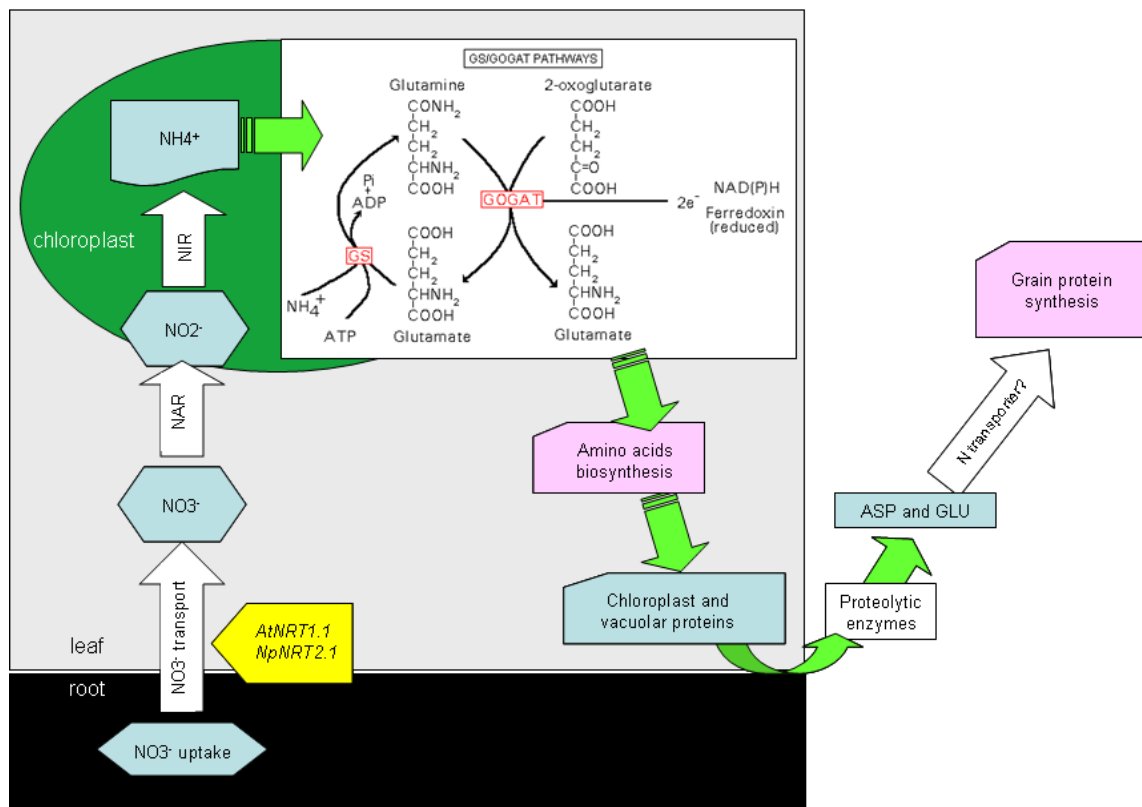 GS/GOGAT PATHWAYS
Glutamine
2-oxoglutarate
CONH2
CH2
CH2
CHNH2
COOH
COOH
CH2
CH2
C=O
COOH
NH4+
Pi
+
ADP
GOGAT
2e-
NAD(P)H
Ferredoxin
(reduced)
chloroplast
NIR
GS
COOH
CH2
CH2
CHNH2
COOH
COOH
CH2
CH2
CHNH2
COOH
NH4+
ATP
Glutamate
Glutamate
Grain protein
synthesis
NO2-
NAR
N transporter?
Amino acids
biosynthesis
NO3-
ASP and GLU
Chloroplast and
vacuolar proteins
Proteolytic
enzymes
NO3- transport
AtNRT1.1
NpNRT2.1
leaf
root
NO3- uptake